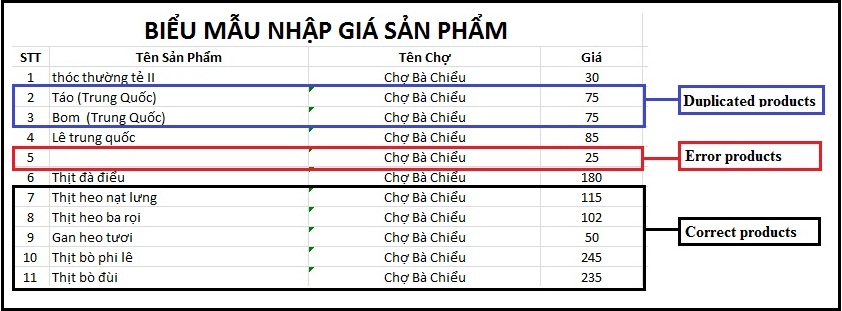 BIỂU MẪU NHẬP GIÁ SẢN PHẨM
STT Tên Sản Phẩm Tên Chợ Giá
1 thóc thường tẻ II Chợ Bà Chiểu 30
2 Táo (Trung Quốc) Chợ Bà Chiểu 75
3 Bom (Trung Quốc) Chợ Bà Chiểu 75
Duplicated products
4 Lê trung quốc Chợ Bà Chiểu 85
5 Chợ Bà Chiểu 25
Error products
6 Thịt đà điểu Chợ Bà Chiểu 180
7 Thịt heo nạt lưng Chợ Bà Chiểu 115
8 Thịt heo ba rọi Chợ Bà Chiểu 102
9 Gan heo tươi Chợ Bà Chiểu 50
Correct products
10 Thịt bò phi lê Chợ Bà Chiểu 245
11 Thịt bò đùi Chợ Bà Chiểu 235